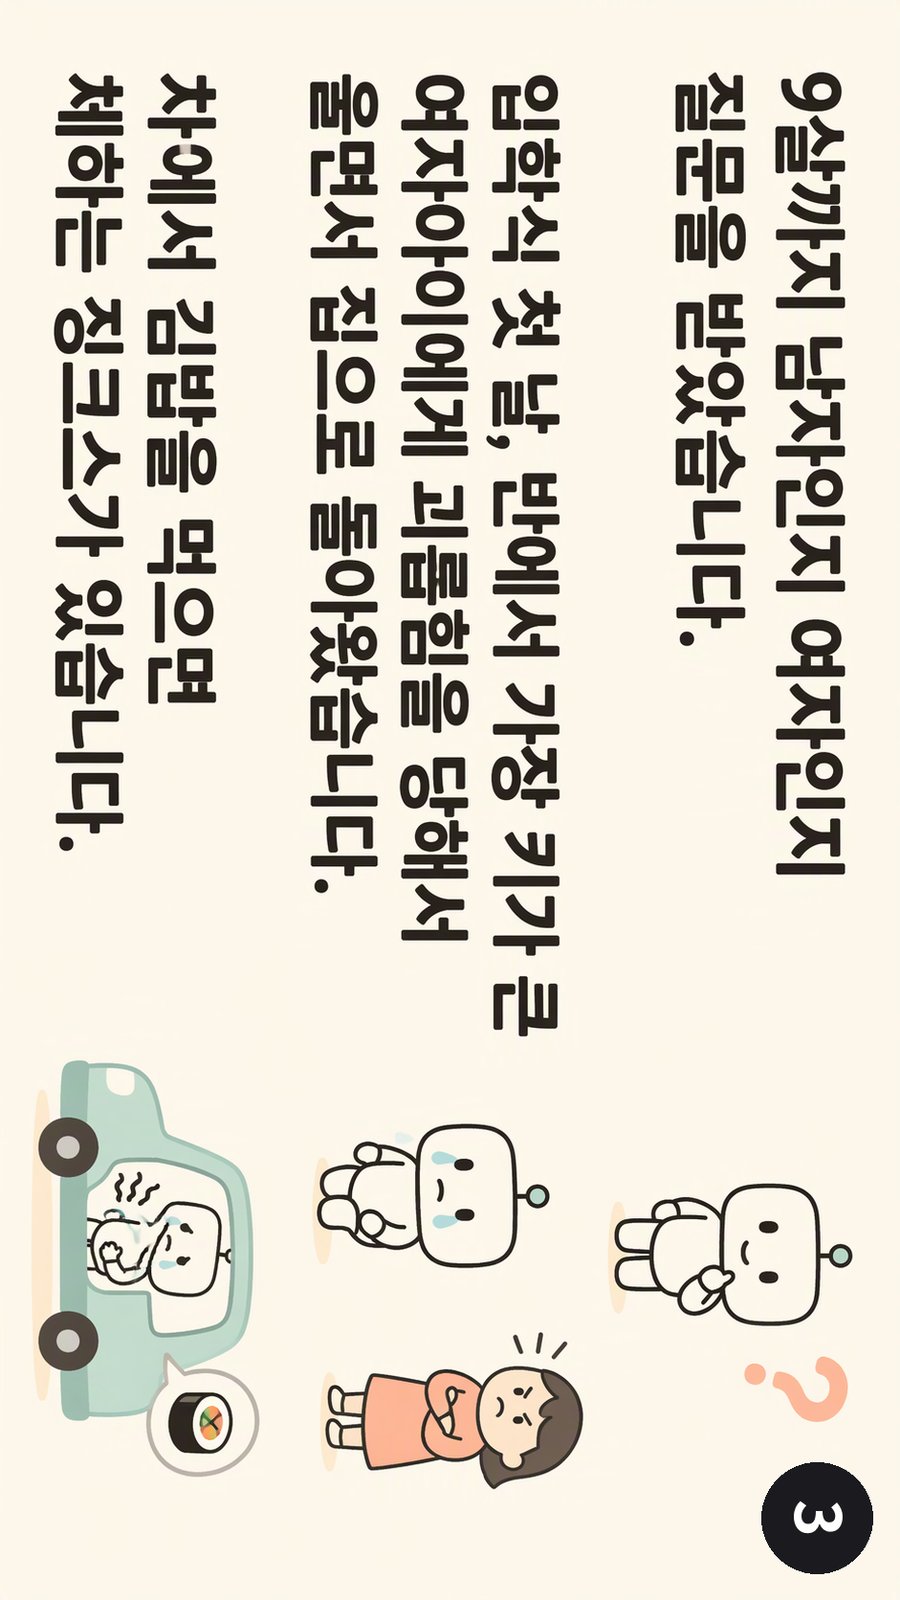 9살까지 남자인지 여자인지
질문을 받았습니다.
입학식 첫 날, 반에서 가장 키가 큰
여자아이에게 괴롭힘을 당해서
울면서 집으로 돌아왔습니다.
차에서 김밥을 먹으면
체하는 징크스가 있습니다.
?
3